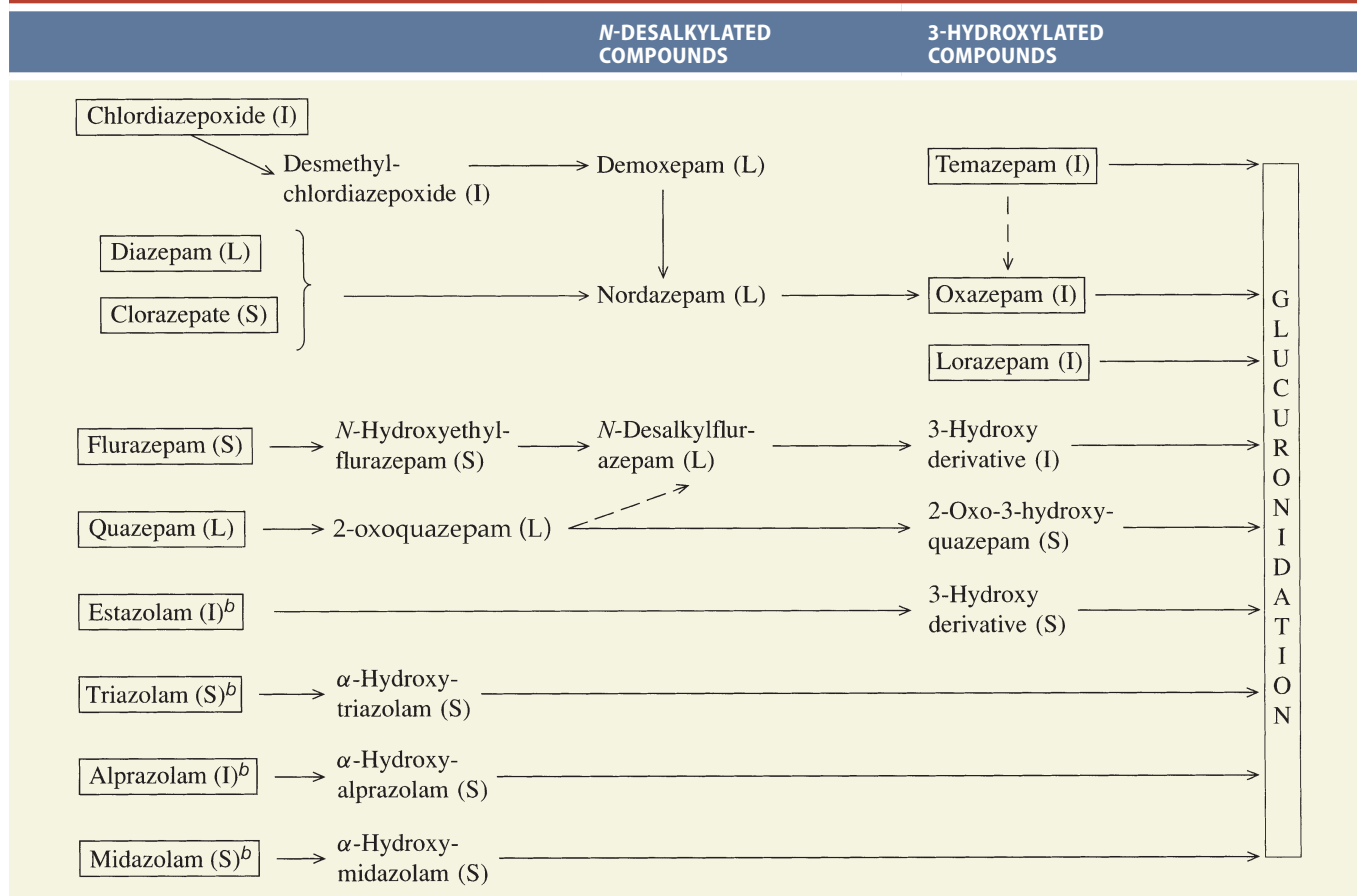 N-DESALKYLATED
COMPOUNDS
3-HYDROXYLATED
COMPOUNDS
Chlordiazepoxide (I)
Desmethyl-
chlordiazepoxide (I)
Demoxepam (L)
Temazepam (I)
Diazepam (L)
Clorazepate (S)
Nordazepam (L)
Oxazepam (I)
Lorazepam (I)
Flurazepam (S)
N-Hydroxyethyl-
flurazepam (S)
N-Desalkylflur-
azepam (L)
3-Hydroxy
derivative (I)
Quazepam (L)
2-oxoquazepam (L)
2-Oxo-3-hydroxy-
quazepam (S)
Estazolam (I)b
3-Hydroxy
derivative (S)
Triazolam (S)b
α-Hydroxy-
triazolam (S)
Alprazolam (I)b
α-Hydroxy-
alprazolam (S)
Midazolam (S)b
α-Hydroxy-
midazolam (S)
GLUCURONIDATION